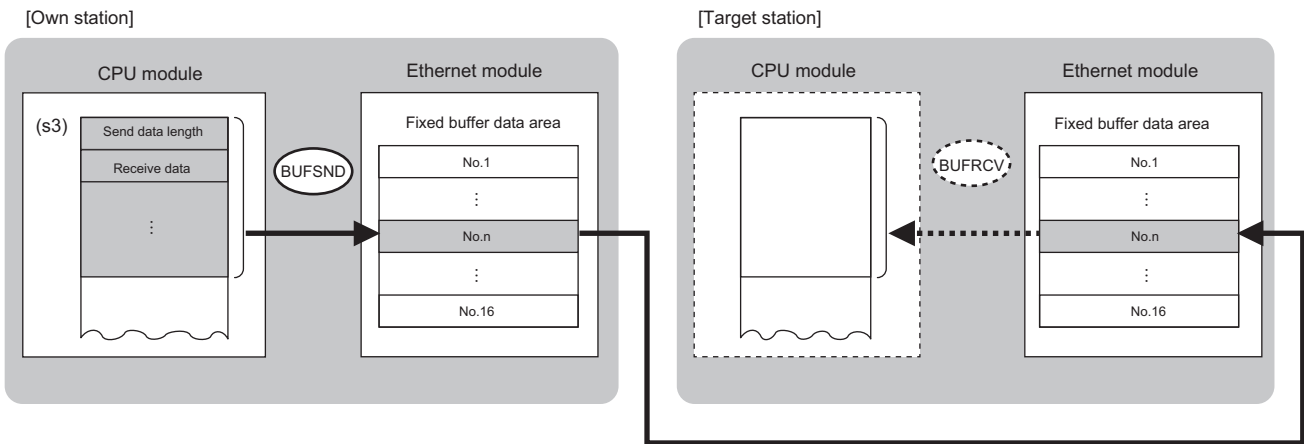 [Own station]
CPU module
Ethernet module
(s3)
Send data length
Receive data
⋮
BUFSND
Fixed buffer data area
No.1
⋮
No.n
⋮
No.16
[Target station]
CPU module
Ethernet module
BUFRCV
Fixed buffer data area
No.1
⋮
No.n
⋮
No.16